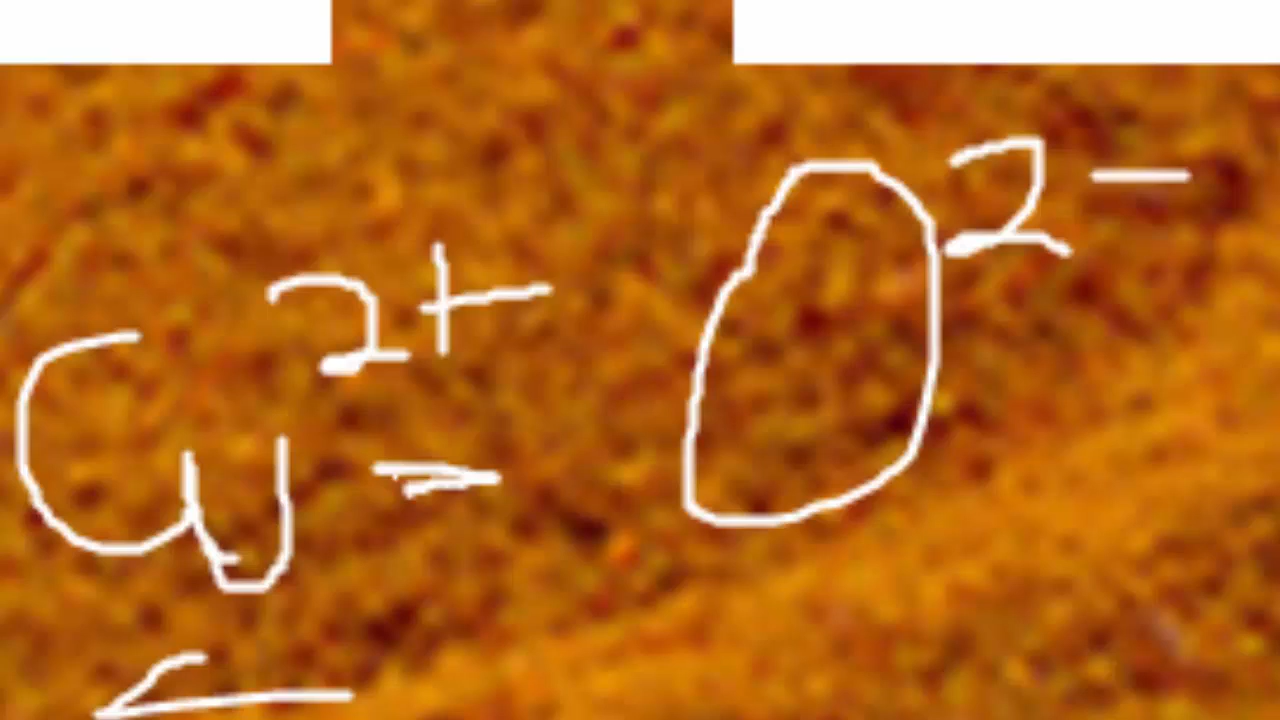 Cu²⁺ = O²⁻